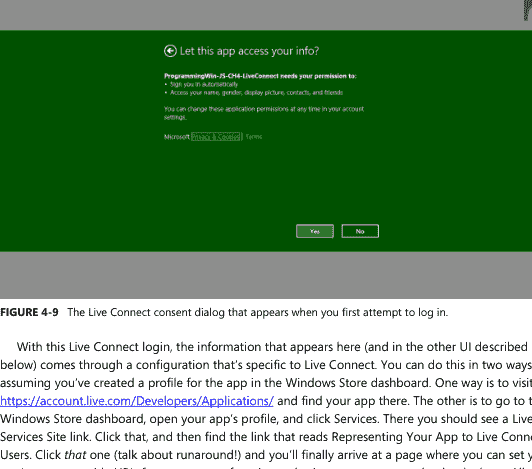 Let this app access your info?
ProgrammingWin-JS-CH4-LiveConnect needs your permission to:
• Sign you in automatically
• Access your name, gender, display picture, contacts, and friends
You can change these application permissions at any time in your account
settings.
Microsoft Privacy & Cookies | Terms
Yes No
FIGURE 4-9 The Live Connect consent dialog that appears when you first attempt to log in.
With this Live Connect login, the information that appears here (and in the other UI described
below) comes through a configuration that's specific to Live Connect. You can do this in two ways
assuming you've created a profile for the app in the Windows Store dashboard. One way is to visit
https://account.live.com/Developers/Applications/ and find your app there. The other is to go to t
Windows Store dashboard, open your app's profile, and click Services. There you should see a Live
Services Site link. Click that, and then find the link that reads Representing Your App to Live Conne
Users. Click that one (talk about runaround!) and you'll finally arrive at a page where you can set y